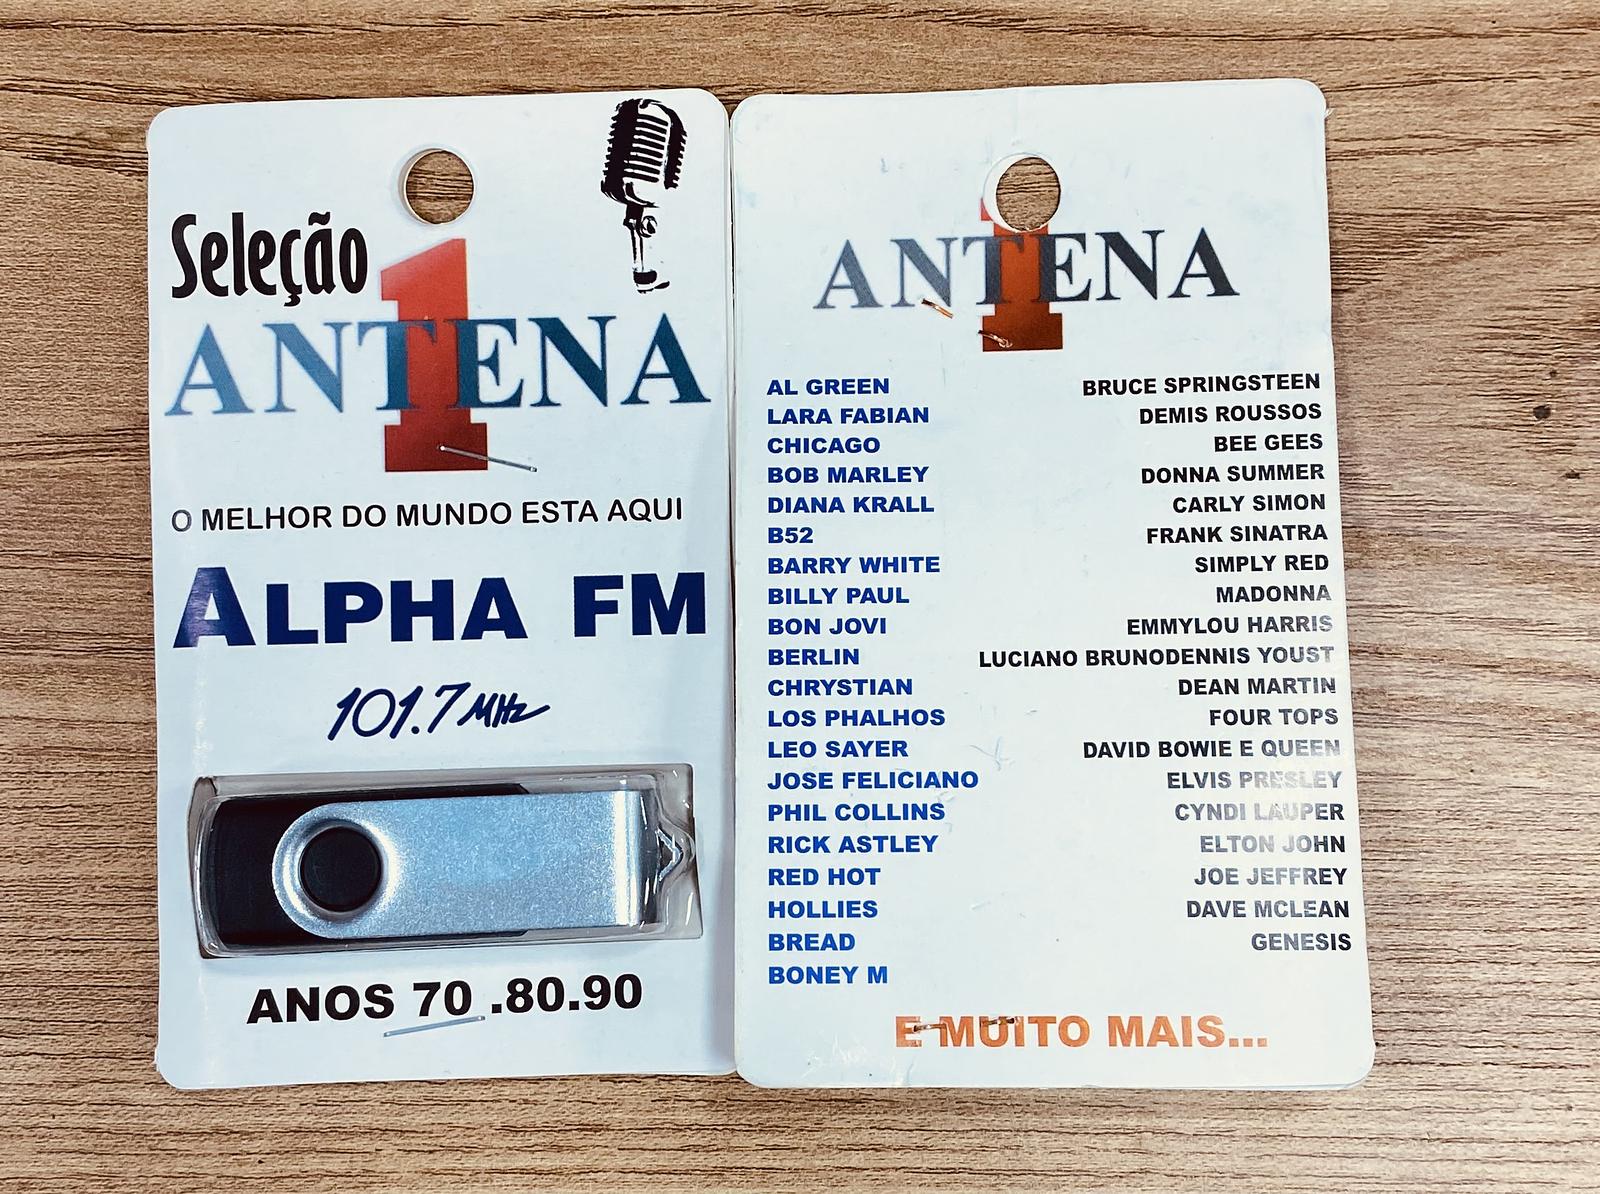 Seleção
ANTENA 1
O MELHOR DO MUNDO ESTA AQUI
ALPHA FM
101.7 MHz
ANOS 70 .80.90
ANTENA 1
AL GREEN
LARA FABIAN
CHICAGO
BOB MARLEY
DIANA KRALL
B52
BARRY WHITE
BILLY PAUL
BON JOVI
BERLIN
CHRYSTIAN
LOS PHALHOS
LEO SAYER
JOSE FELICIANO
PHIL COLLINS
RICK ASTLEY
RED HOT
HOLLIES
BREAD
BONEY M
BRUCE SPRINGSTEEN
DEMIS ROUSSOS
BEE GEES
DONNA SUMMER
CARLY SIMON
FRANK SINATRA
SIMPLY RED
MADONNA
EMMYLOU HARRIS
LUCIANO BRUNODENNIS YOUST
DEAN MARTIN
FOUR TOPS
DAVID BOWIE E QUEEN
ELVIS PRESLEY
CYNDI LAUPER
ELTON JOHN
JOE JEFFREY
DAVE MCLEAN
GENESIS
E MUITO MAIS...